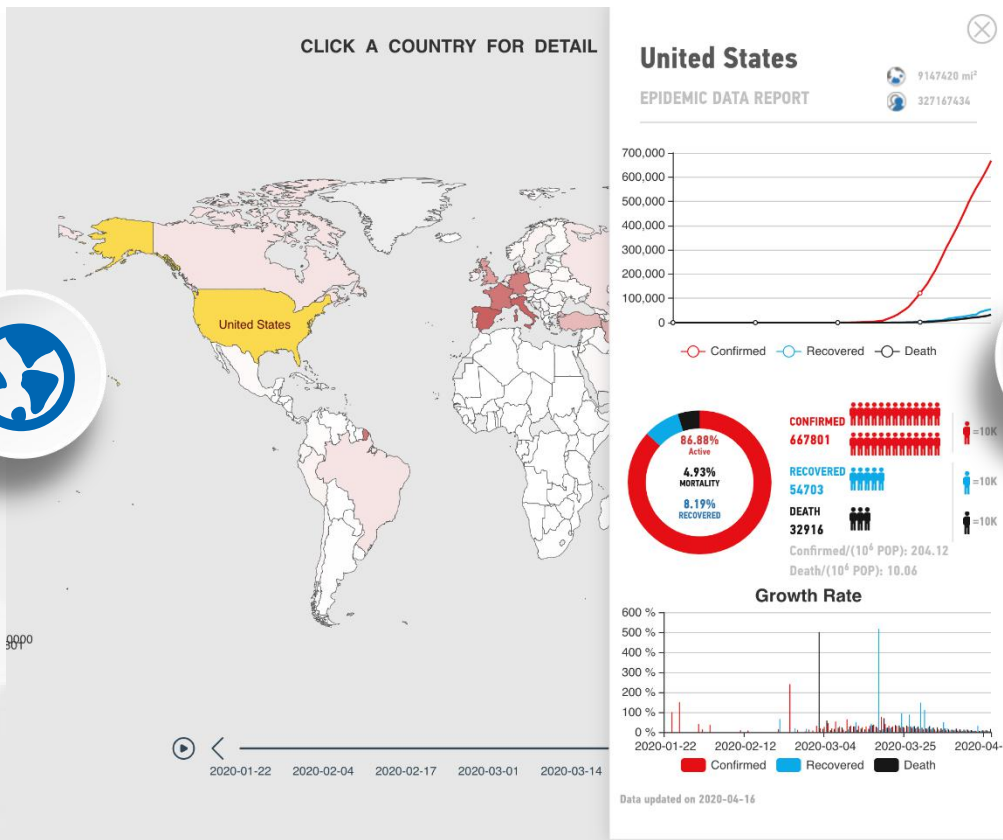 CLICK A COUNTRY FOR DETAIL
United States
United States
EPIDEMIC DATA REPORT
9147420 mi²
327167434
700,000
600,000
500,000
400,000
300,000
200,000
100,000
0
Confirmed Recovered Death
86.88%
Active
4.93%
MORTALITY
8.19%
RECOVERED
CONFIRMED
667801
=10K
RECOVERED
54703
=10K
DEATH
32916
=10K
Confirmed/(10⁶ POP): 204.12
Death/(10⁶ POP): 10.06
Growth Rate
600 %
500 %
400 %
300 %
200 %
100 %
0 %
2020-01-22 2020-02-12 2020-03-04 2020-03-25 2020-04-
Confirmed Recovered Death
Data updated on 2020-04-16
2020-01-22 2020-02-04 2020-02-17 2020-03-01 2020-03-14